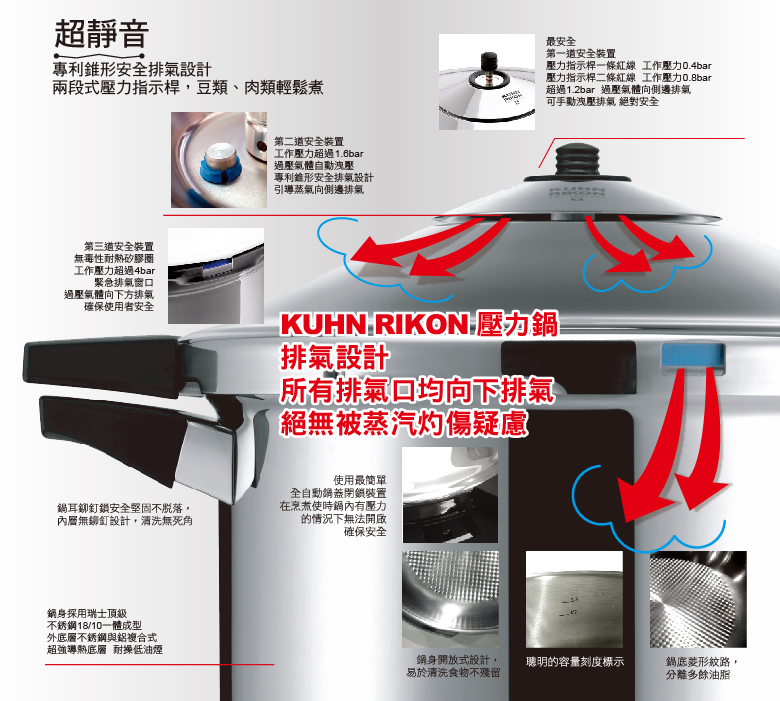 超靜音
專利錐形安全排氣設計
兩段式壓力指示桿，豆類、肉類輕鬆煮
最安全
第一道安全裝置
壓力指示桿一條紅線 工作壓力0.4bar
壓力指示桿二條紅線 工作壓力0.8bar
超過1.2bar 過壓氣體向側邊排氣
可手動洩壓排氣 絕對安全
KUHN
RIKON
第二道安全裝置
工作壓力超過1.6bar
過壓氣體自動洩壓
專利錐形安全排氣設計
引導蒸氣向側邊排氣
KUHN
RIKON
第三道安全裝置
無毒性耐熱矽膠圈
工作壓力超過4bar
緊急排氣窗口
過壓氣體向下方排氣
確保使用者安全
KUHN RIKON 壓力鍋
排氣設計
所有排氣口均向下排氣
絕無被蒸汽灼傷疑慮
使用最簡單
全自動鍋蓋閉鎖裝置
在烹煮使時鍋內有壓力
的情況下無法開啟
確保安全
鍋耳鉚釘鎖安全堅固不脫落，
內層無鉚釘設計，清洗無死角
鍋身採用瑞士頂級
不銹鋼18/10一體成型
外底層不銹鋼與鋁複合式
超強導熱底層 耐操低油煙
2/3
1/2
鍋身開放式設計，
易於清洗食物不殘留
聰明的容量刻度標示
鍋底菱形紋路，
分離多餘油脂